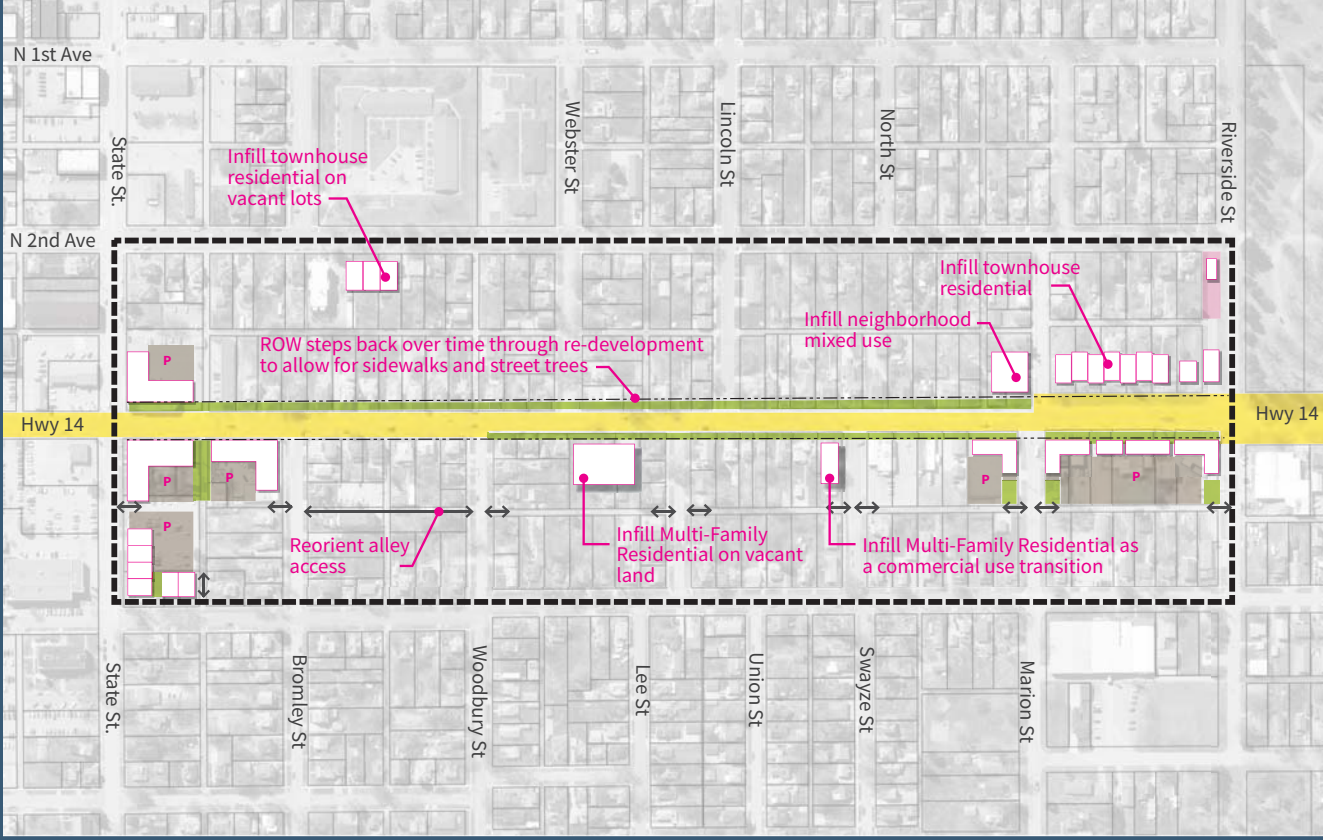 N 1st Ave
State St.
Webster St
Lincoln St
North St
Riverside St
Infill townhouse
residential on
vacant lots
N 2nd Ave
Infill townhouse
residential
Infill neighborhood
mixed use
ROW steps back over time through re-development
to allow for sidewalks and street trees
P
Hwy 14
Hwy 14
P
P
P
P
P
Reorient alley
access
Infill Multi-Family
Residential on vacant
land
Infill Multi-Family Residential as
a commercial use transition
State St.
Bromley St
Woodbury St
Lee St
Union St
Swayze St
Marion St